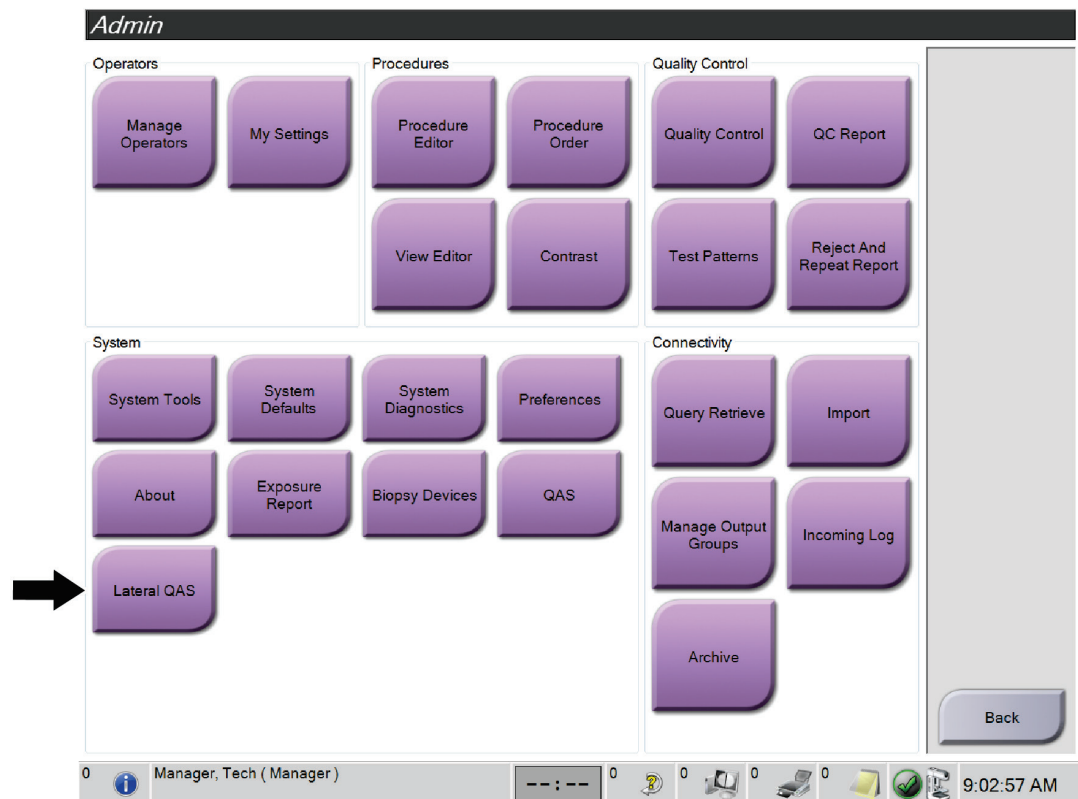 Admin
Operators
Manage
Operators
My Settings
Procedures
Procedure
Editor
Procedure
Order
View Editor
Contrast
Quality Control
Quality Control
QC Report
Test Patterns
Reject And
Repeat Report
System
System Tools
System
Defaults
System
Diagnostics
Preferences
About
Exposure
Report
Biopsy Devices
QAS
Lateral QAS
Connectivity
Query Retrieve
Import
Manage Output
Groups
Incoming Log
Archive
Back
0
Manager, Tech ( Manager )
--:--
0
0
0
0
9:02:57 AM